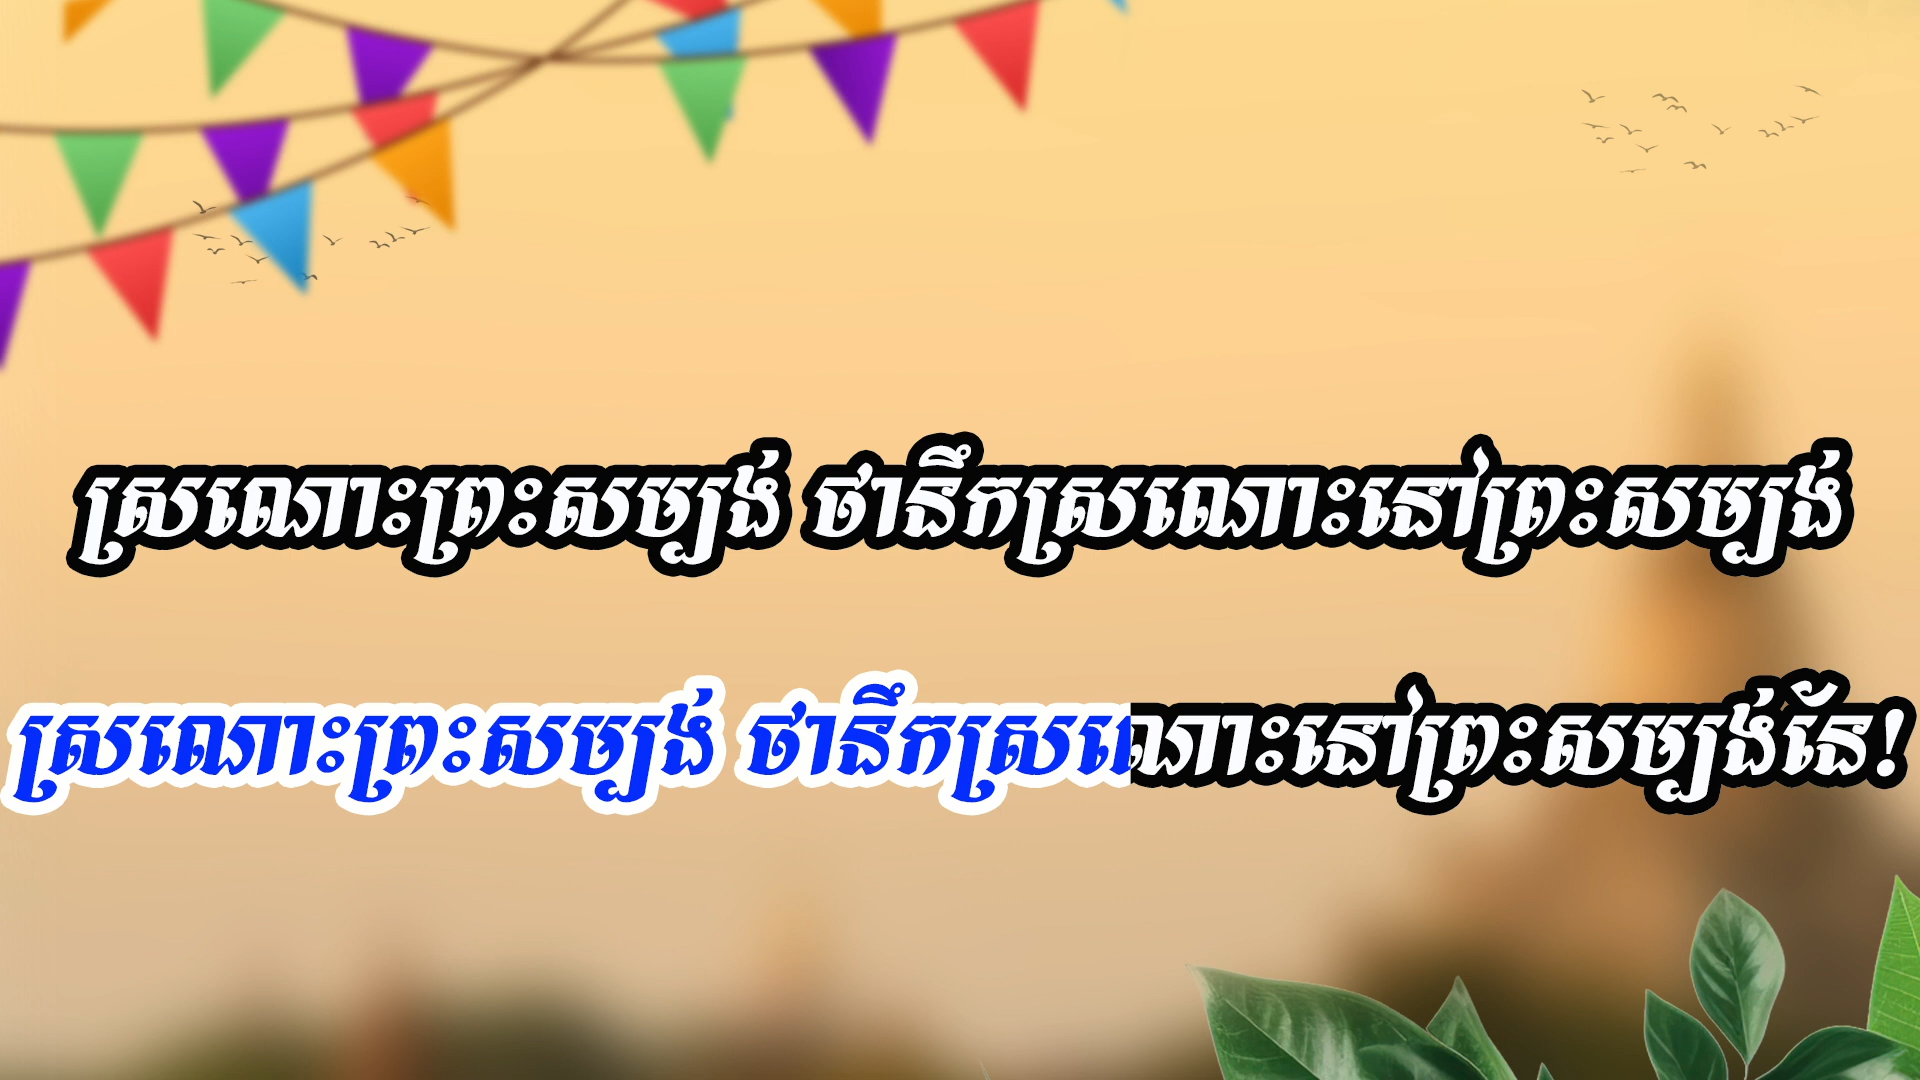 ស្រណោះព្រះសម្បង់ ថានឹកស្រណោះនៅព្រះសម្បង់
ស្រណោះព្រះសម្បង់ ថានឹកស្រណោះនៅព្រះសម្បង់នែ៎!